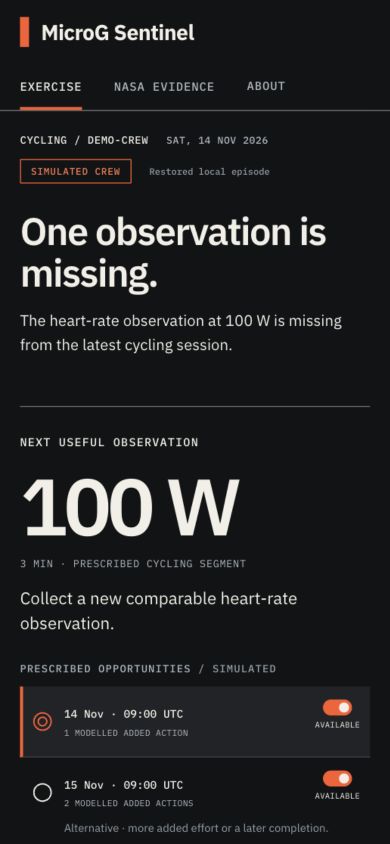 MicroG Sentinel
EXERCISE NASA EVIDENCE ABOUT
CYCLING / DEMO-CREW SAT, 14 NOV 2026
SIMULATED CREW Restored local episode
One observation is
missing.
The heart-rate observation at 100 W is missing
from the latest cycling session.
NEXT USEFUL OBSERVATION
100 W
3 MIN · PRESCRIBED CYCLING SEGMENT
Collect a new comparable heart-rate
observation.
PRESCRIBED OPPORTUNITIES / SIMULATED
14 Nov · 09:00 UTC
1 MODELLED ADDED ACTION
AVAILABLE
15 Nov · 09:00 UTC
2 MODELLED ADDED ACTIONS
AVAILABLE
Alternative · more added effort or a later completion.